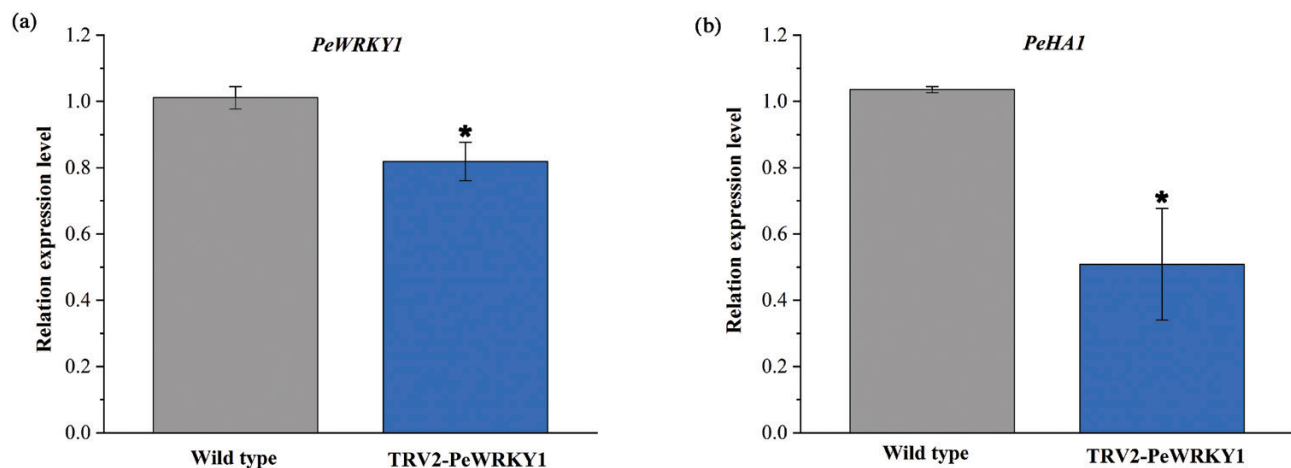 (a)
PeWRKY1
Relation expression level
1.2
1.0
0.8
0.6
0.4
0.2
0.0
*
Wild type
TRV2-PeWRKY1
(b)
PeHA1
Relation expression level
1.2
1.0
0.8
0.6
0.4
0.2
0.0
*
Wild type
TRV2-PeWRKY1